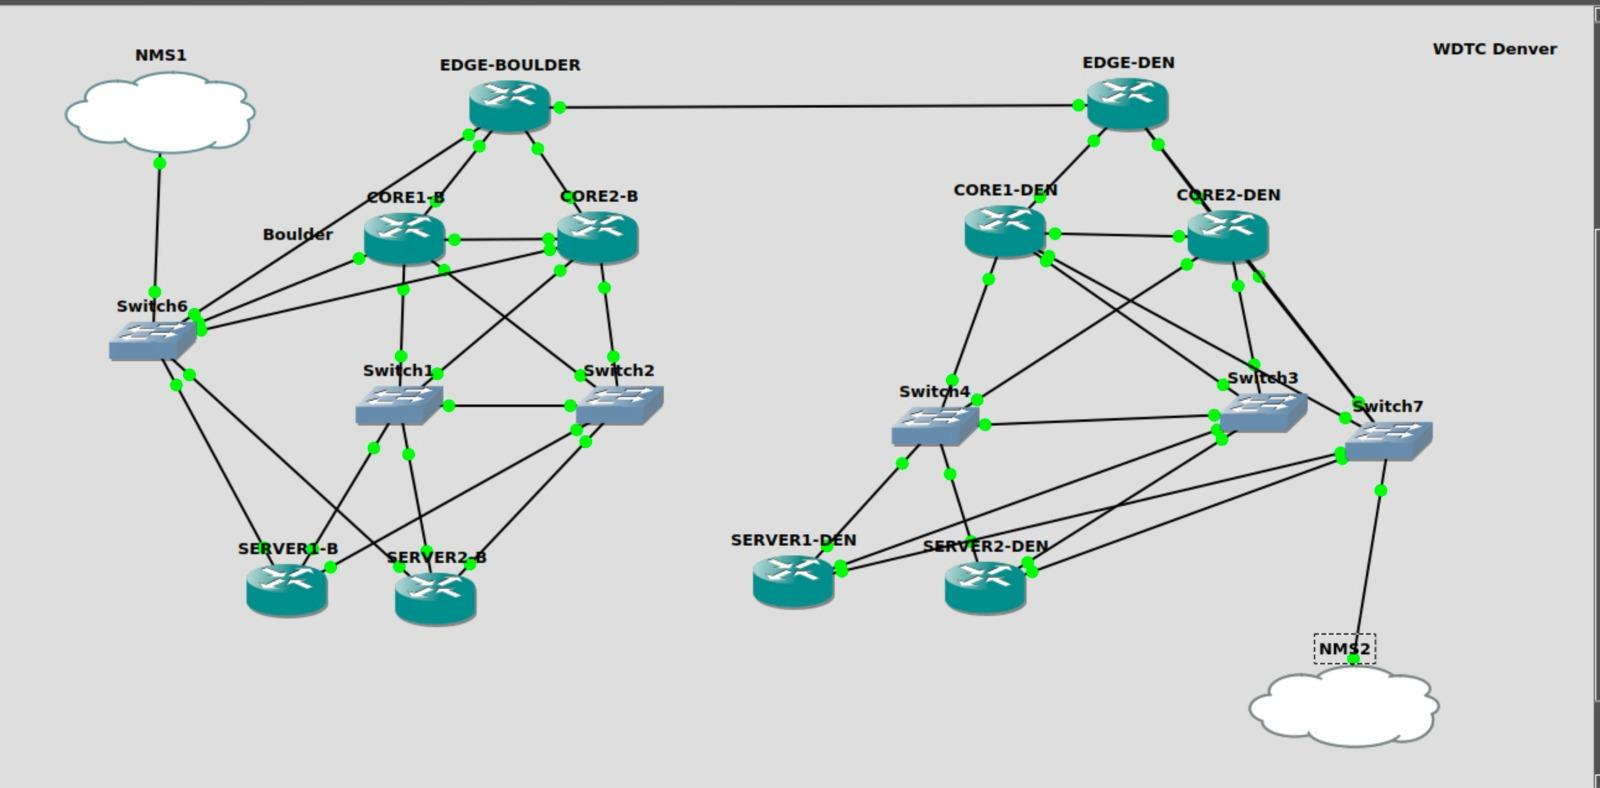 WDTC Denver
NMS1
EDGE-BOULDER
EDGE-DEN
CORE1-B
CORE2-B
CORE1-DEN
CORE2-DEN
Boulder
Switch6
Switch1
Switch2
Switch4
Switch3
Switch7
SERVER1-B
SERVER2-B
SERVER1-DEN
SERVER2-DEN
NMS2